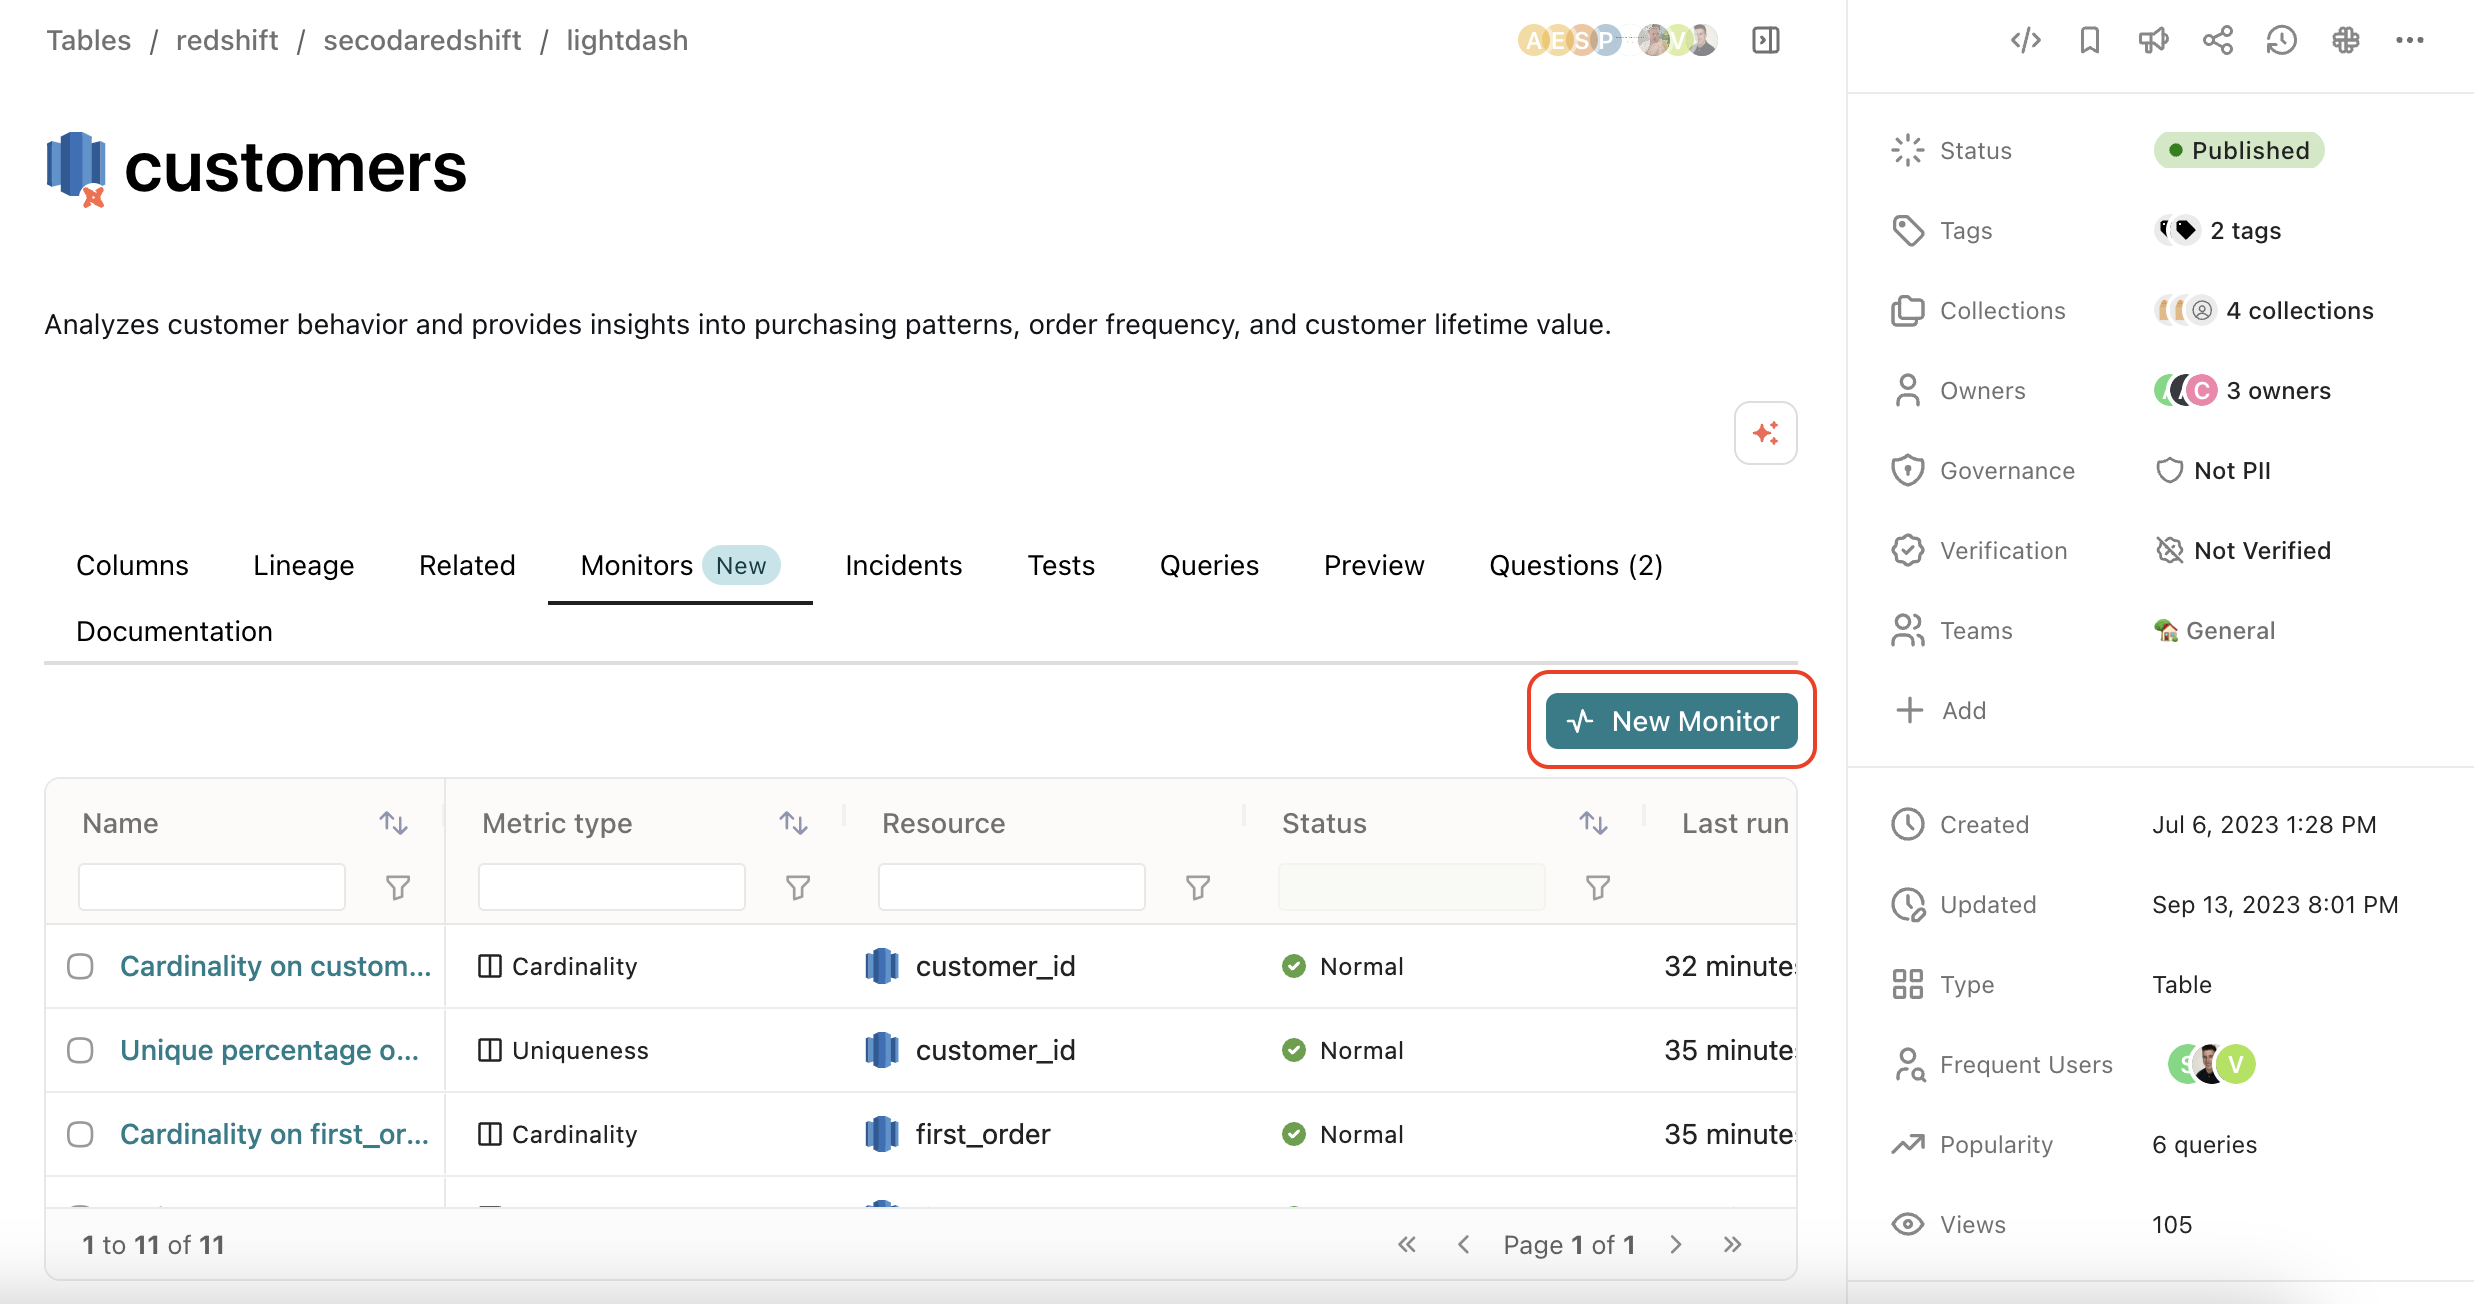 Tables / redshift / secodaredshift / lightdash
A E S P V
customers
Analyzes customer behavior and provides insights into purchasing patterns, order frequency, and customer lifetime value.
Columns Lineage Related Monitors New Incidents Tests Queries Preview Questions (2)
Documentation
New Monitor
Name Metric type Resource Status Last run
Cardinality on custom... Cardinality customer_id Normal 32 minutes
Unique percentage o... Uniqueness customer_id Normal 35 minutes
Cardinality on first_or... Cardinality first_order Normal 35 minutes
1 to 11 of 11 Page 1 of 1
Status Published
Tags 2 tags
Collections 4 collections
Owners C 3 owners
Governance Not PII
Verification Not Verified
Teams General
Add
Created Jul 6, 2023 1:28 PM
Updated Sep 13, 2023 8:01 PM
Type Table
Frequent Users S V
Popularity 6 queries
Views 105